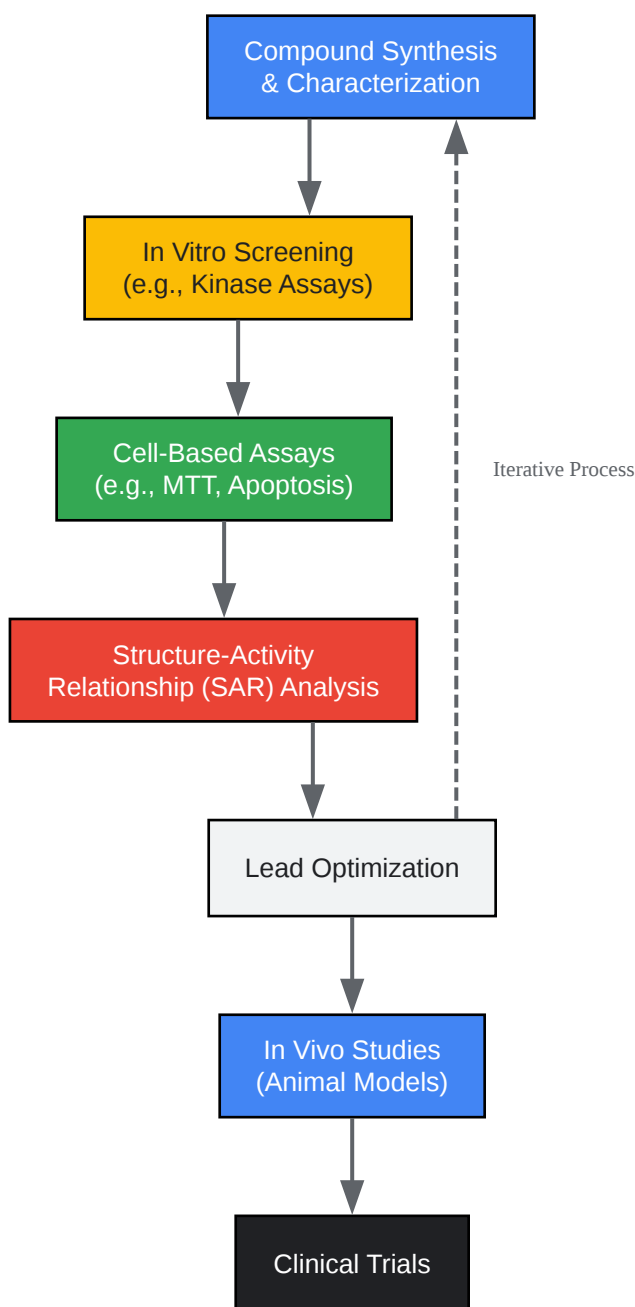 Compound Synthesis
& Characterization
In Vitro Screening
(e.g., Kinase Assays)
Cell-Based Assays
(e.g., MTT, Apoptosis)
Iterative Process
Structure-Activity
Relationship (SAR) Analysis
Lead Optimization
In Vivo Studies
(Animal Models)
Clinical Trials